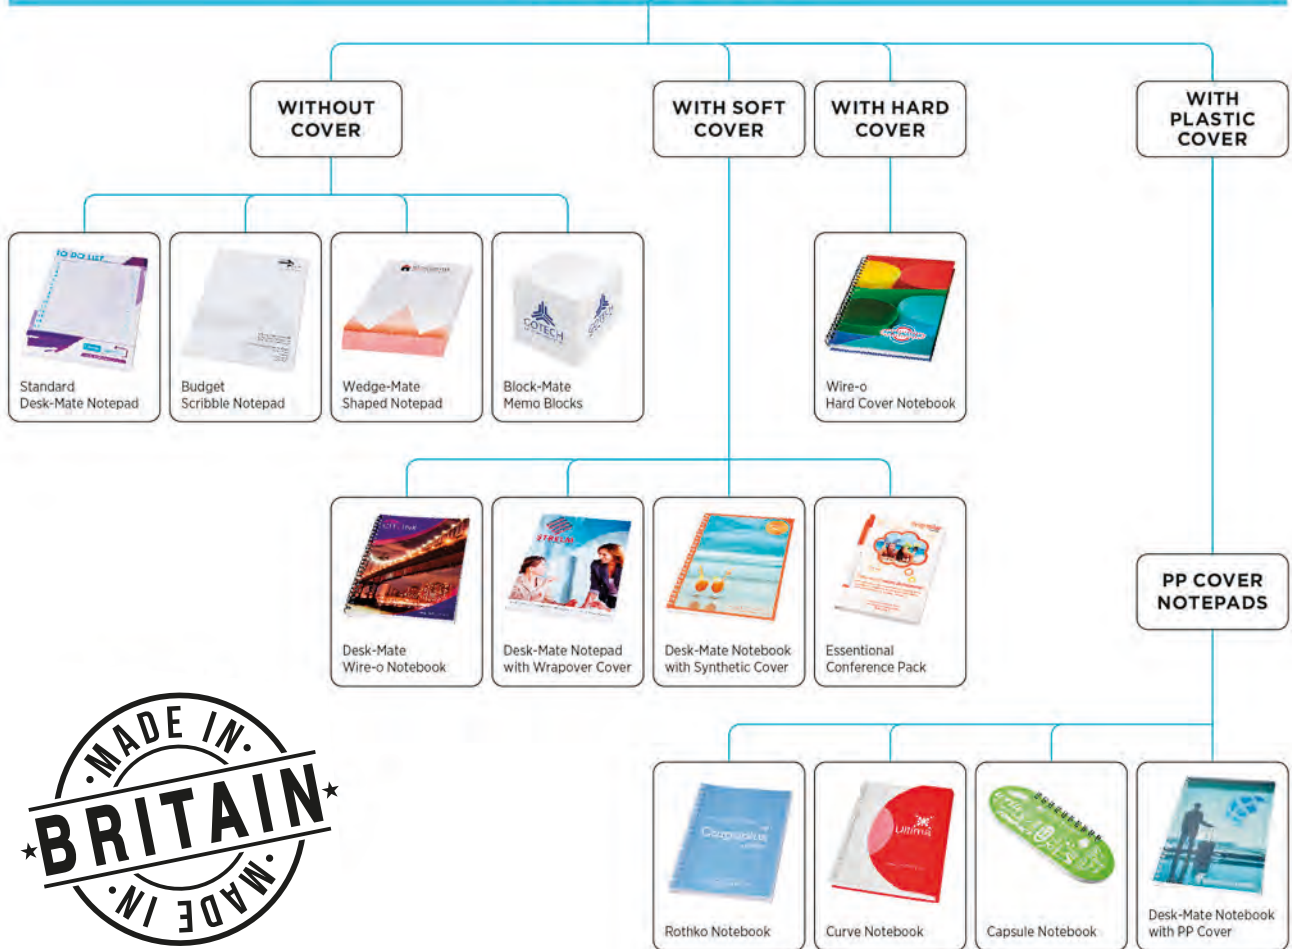 WITHOUT
COVER
WITH SOFT
COVER
WITH HARD
COVER
WITH
PLASTIC
COVER
TO DO LIST
GOTECH
Standard
Desk-Mate Notepad
Budget
Scribble Notepad
Wedge-Mate
Shaped Notepad
Block-Mate
Memo Blocks
Wire-o
Hard Cover Notebook
Desk-Mate
Wire-o Notebook
Desk-Mate Notepad
with Wrapover Cover
Desk-Mate Notebook
with Synthetic Cover
Essentional
Conference Pack
PP COVER
NOTEPADS
MADE IN
BRITAIN
MADE IN
Ultima
Rothko Notebook
Curve Notebook
Capsule Notebook
Desk-Mate Notebook
with PP Cover